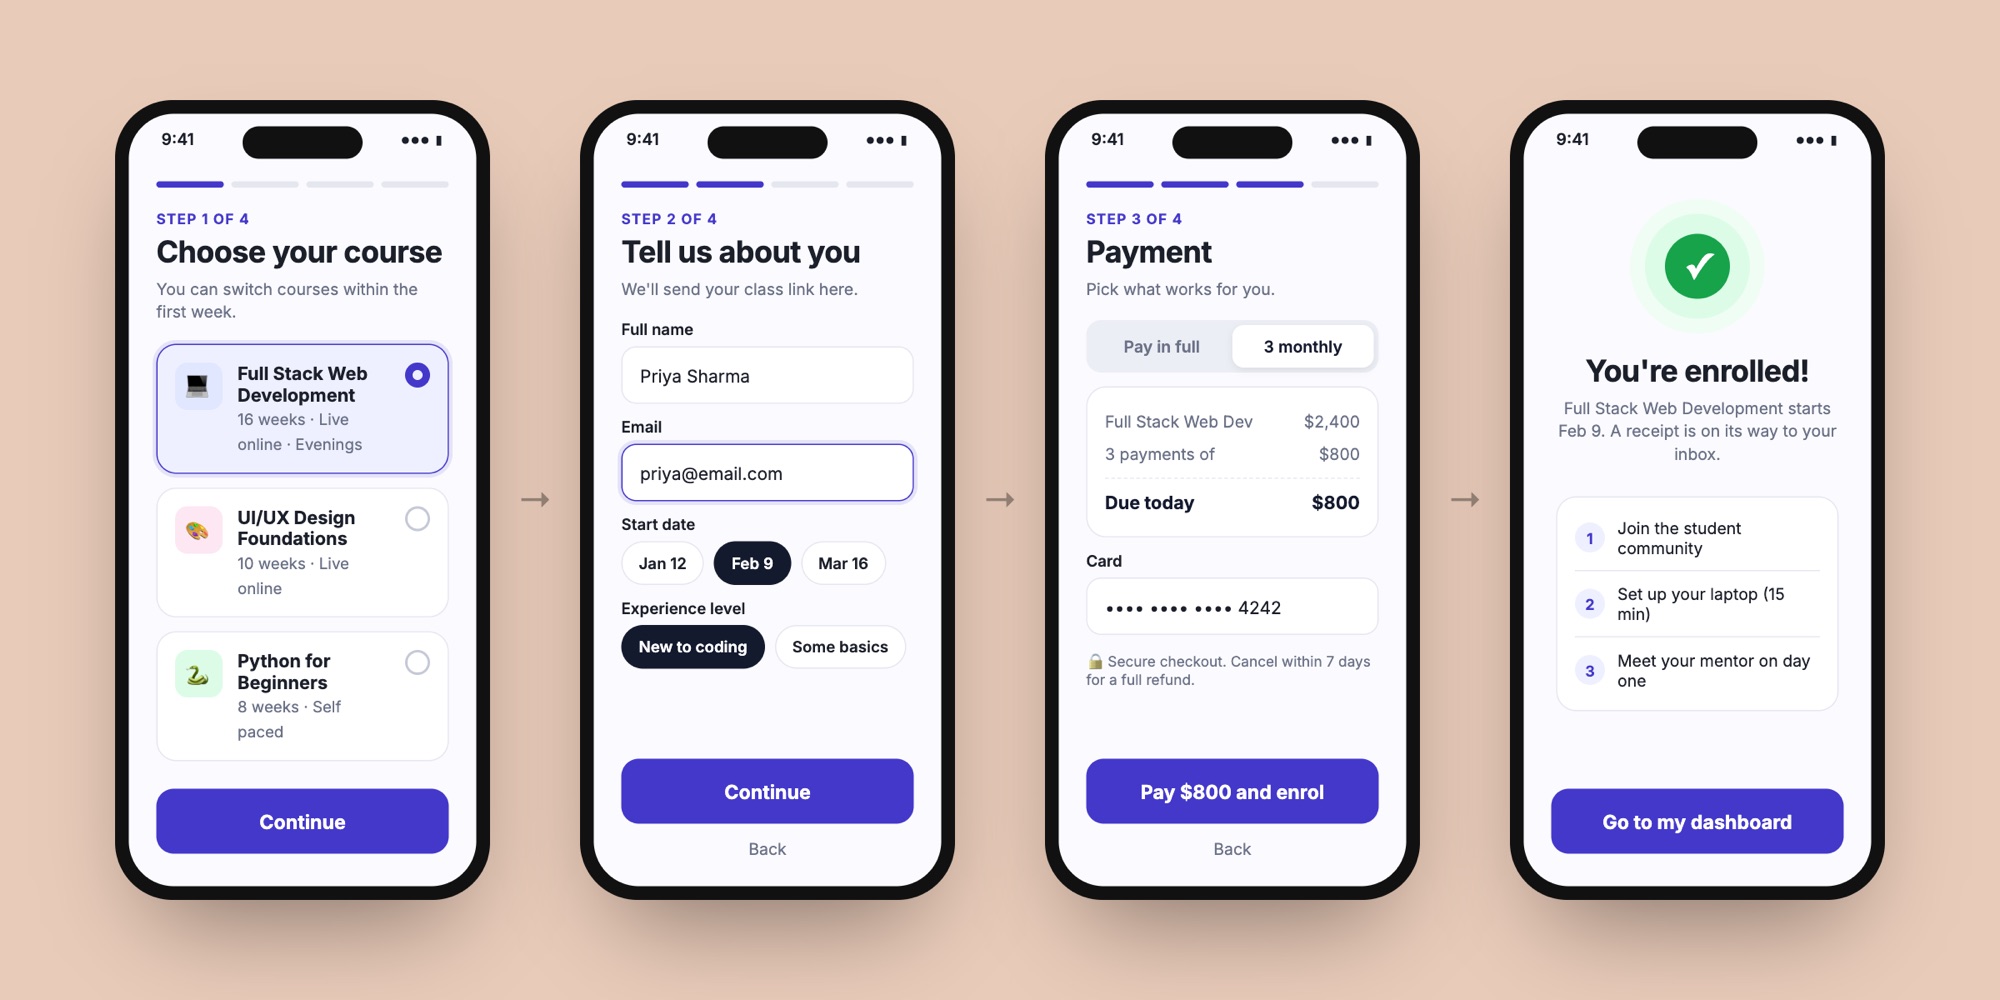 9:41
STEP 1 OF 4
Choose your course
You can switch courses within the
first week.
Full Stack Web
Development
16 weeks · Live
online · Evenings
UI/UX Design
Foundations
10 weeks · Live
online
Python for
Beginners
8 weeks · Self
paced
Continue
9:41
STEP 2 OF 4
Tell us about you
We'll send your class link here.
Full name
Priya Sharma
Email
priya@email.com
Start date
Jan 12
Feb 9
Mar 16
Experience level
New to coding
Some basics
Continue
Back
9:41
STEP 3 OF 4
Payment
Pick what works for you.
Pay in full
3 monthly
Full Stack Web Dev $2,400
3 payments of $800
Due today $800
Card
•••• •••• •••• 4242
🔒 Secure checkout. Cancel within 7 days
for a full refund.
Pay $800 and enrol
Back
9:41
You're enrolled!
Full Stack Web Development starts
Feb 9. A receipt is on its way to your
inbox.
1 Join the student
community
2 Set up your laptop (15
min)
3 Meet your mentor on day
one
Go to my dashboard